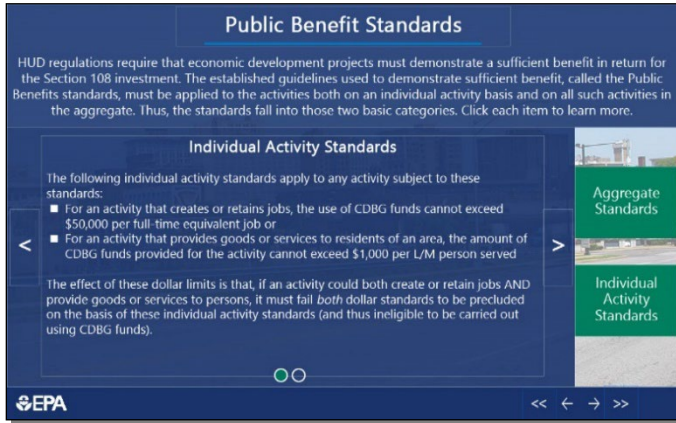 Public Benefit Standards
HUD regulations require that economic development projects must demonstrate a sufficient benefit in return for
the Section 108 investment. The established guidelines used to demonstrate sufficient benefit, called the Public
Benefits standards, must be applied to the activities both on an individual activity basis and on all such activities in
the aggregate. Thus, the standards fall into those two basic categories. Click each item to learn more.
Individual Activity Standards
The following individual activity standards apply to any activity subject to these
standards:
■ For an activity that creates or retains jobs, the use of CDBG funds cannot exceed
$50,000 per full-time equivalent job or
■ For an activity that provides goods or services to residents of an area, the amount of
CDBG funds provided for the activity cannot exceed $1,000 per L/M person served
The effect of these dollar limits is that, if an activity could both create or retain jobs AND
provide goods or services to persons, it must fail both dollar standards to be precluded
on the basis of these individual activity standards (and thus ineligible to be carried out
using CDBG funds).
<
>
Aggregate
Standards
Individual
Activity
Standards
EPA
<< ← → >>